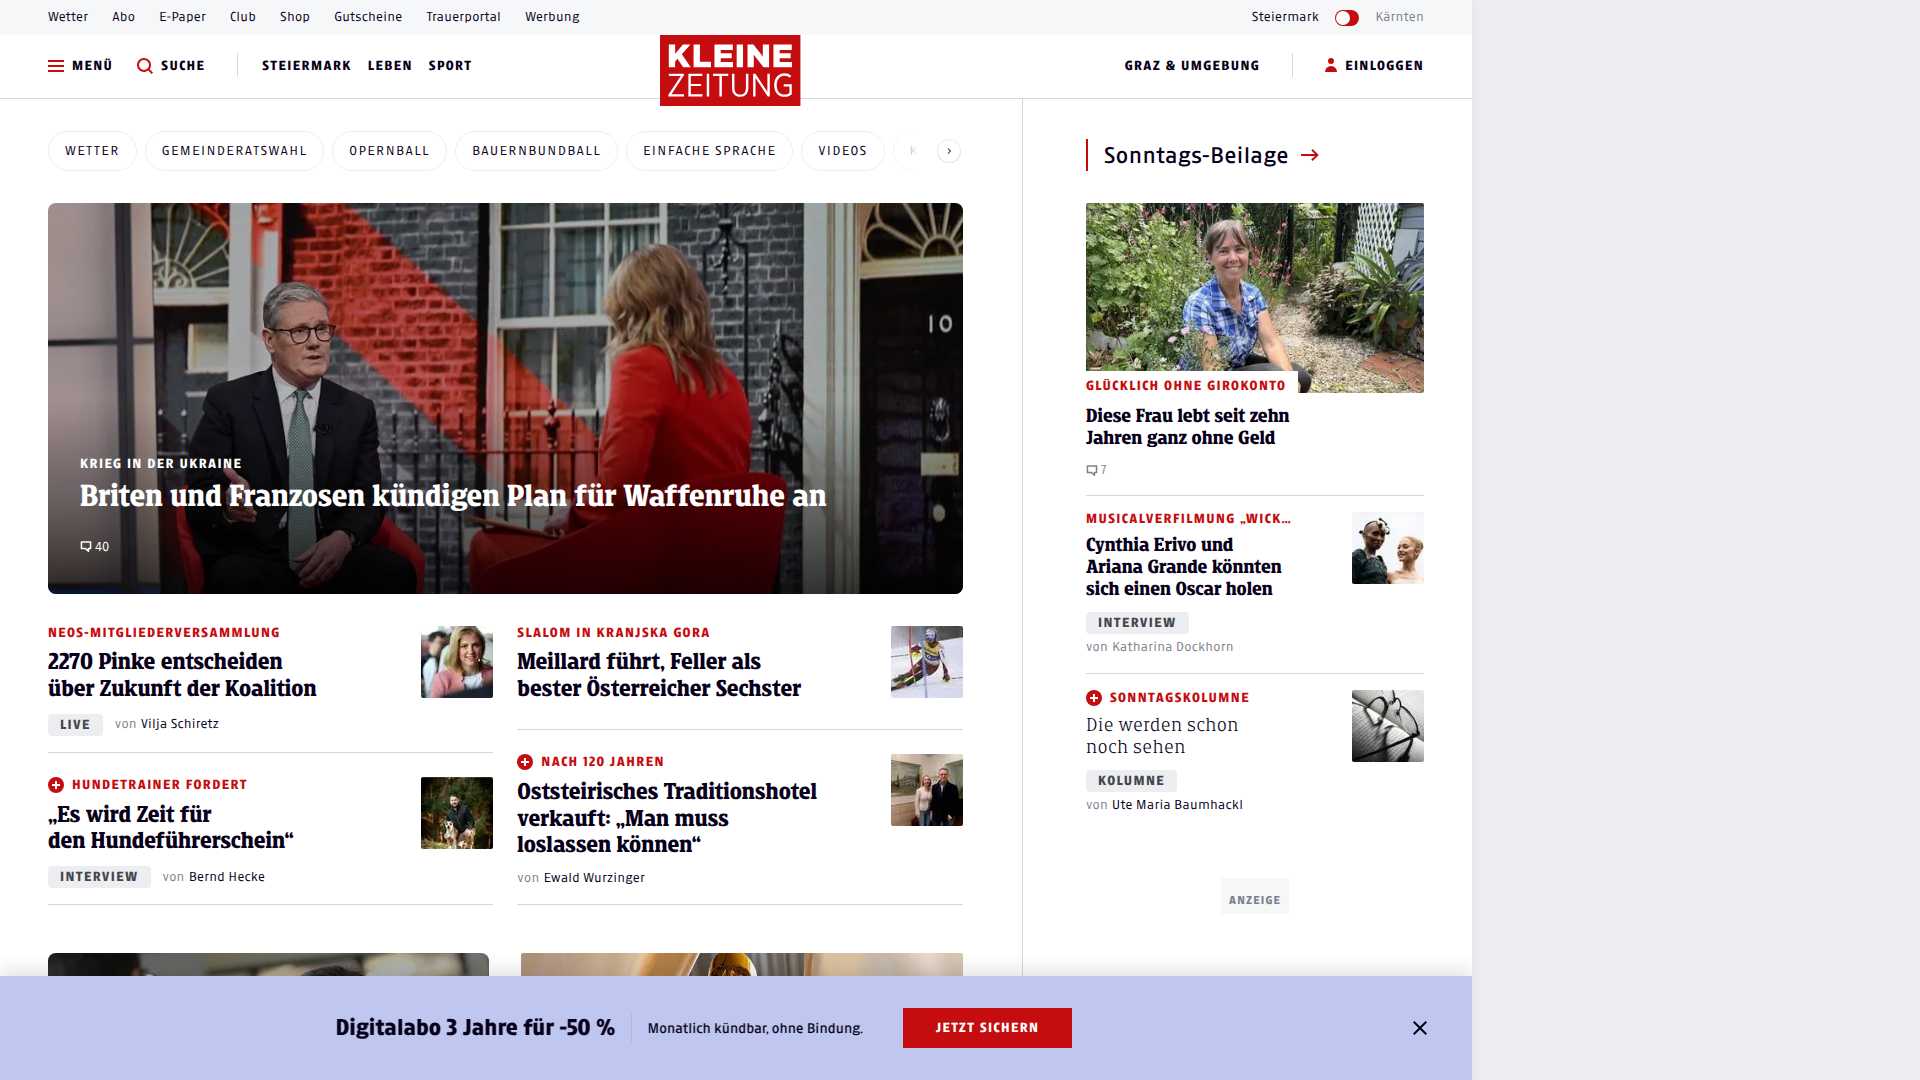 Wetter Abo E-Paper Club Shop Gutscheine Trauerportal Werbung Steiermark Kärnten
MENÜ SUCHE STEIERMARK LEBEN SPORT KLEINE ZEITUNG GRAZ & UMGEBUNG EINLOGGEN
WETTER GEMEINDERATSWAHL OPERNBALL BAUERNBUNDBALL EINFACHE SPRACHE VIDEOS K
10
KRIEG IN DER UKRAINE
Briten und Franzosen kündigen Plan für Waffenruhe an
40
NEOS-MITGLIEDERVERSAMMLUNG
2270 Pinke entscheiden
über Zukunft der Koalition
LIVE von Vilja Schiretz
HUNDETRAINER FORDERT
„Es wird Zeit für
den Hundeführerschein“
INTERVIEW von Bernd Hecke
SLALOM IN KRANJSKA GORA
Meillard führt, Feller als
bester Österreicher Sechster
NACH 120 JAHREN
Oststeirisches Traditionshotel
verkauft: „Man muss
loslassen können“
von Ewald Wurzinger
Sonntags-Beilage
GLÜCKLICH OHNE GIROKONTO
Diese Frau lebt seit zehn
Jahren ganz ohne Geld
7
MUSICALVERFILMUNG „WICK…
Cynthia Erivo und
Ariana Grande könnten
sich einen Oscar holen
INTERVIEW
von Katharina Dockhorn
SONNTAGSKOLUMNE
Die werden schon
noch sehen
KOLUMNE
von Ute Maria Baumhackl
ANZEIGE
Digitalabo 3 Jahre für -50 % Monatlich kündbar, ohne Bindung. JETZT SICHERN